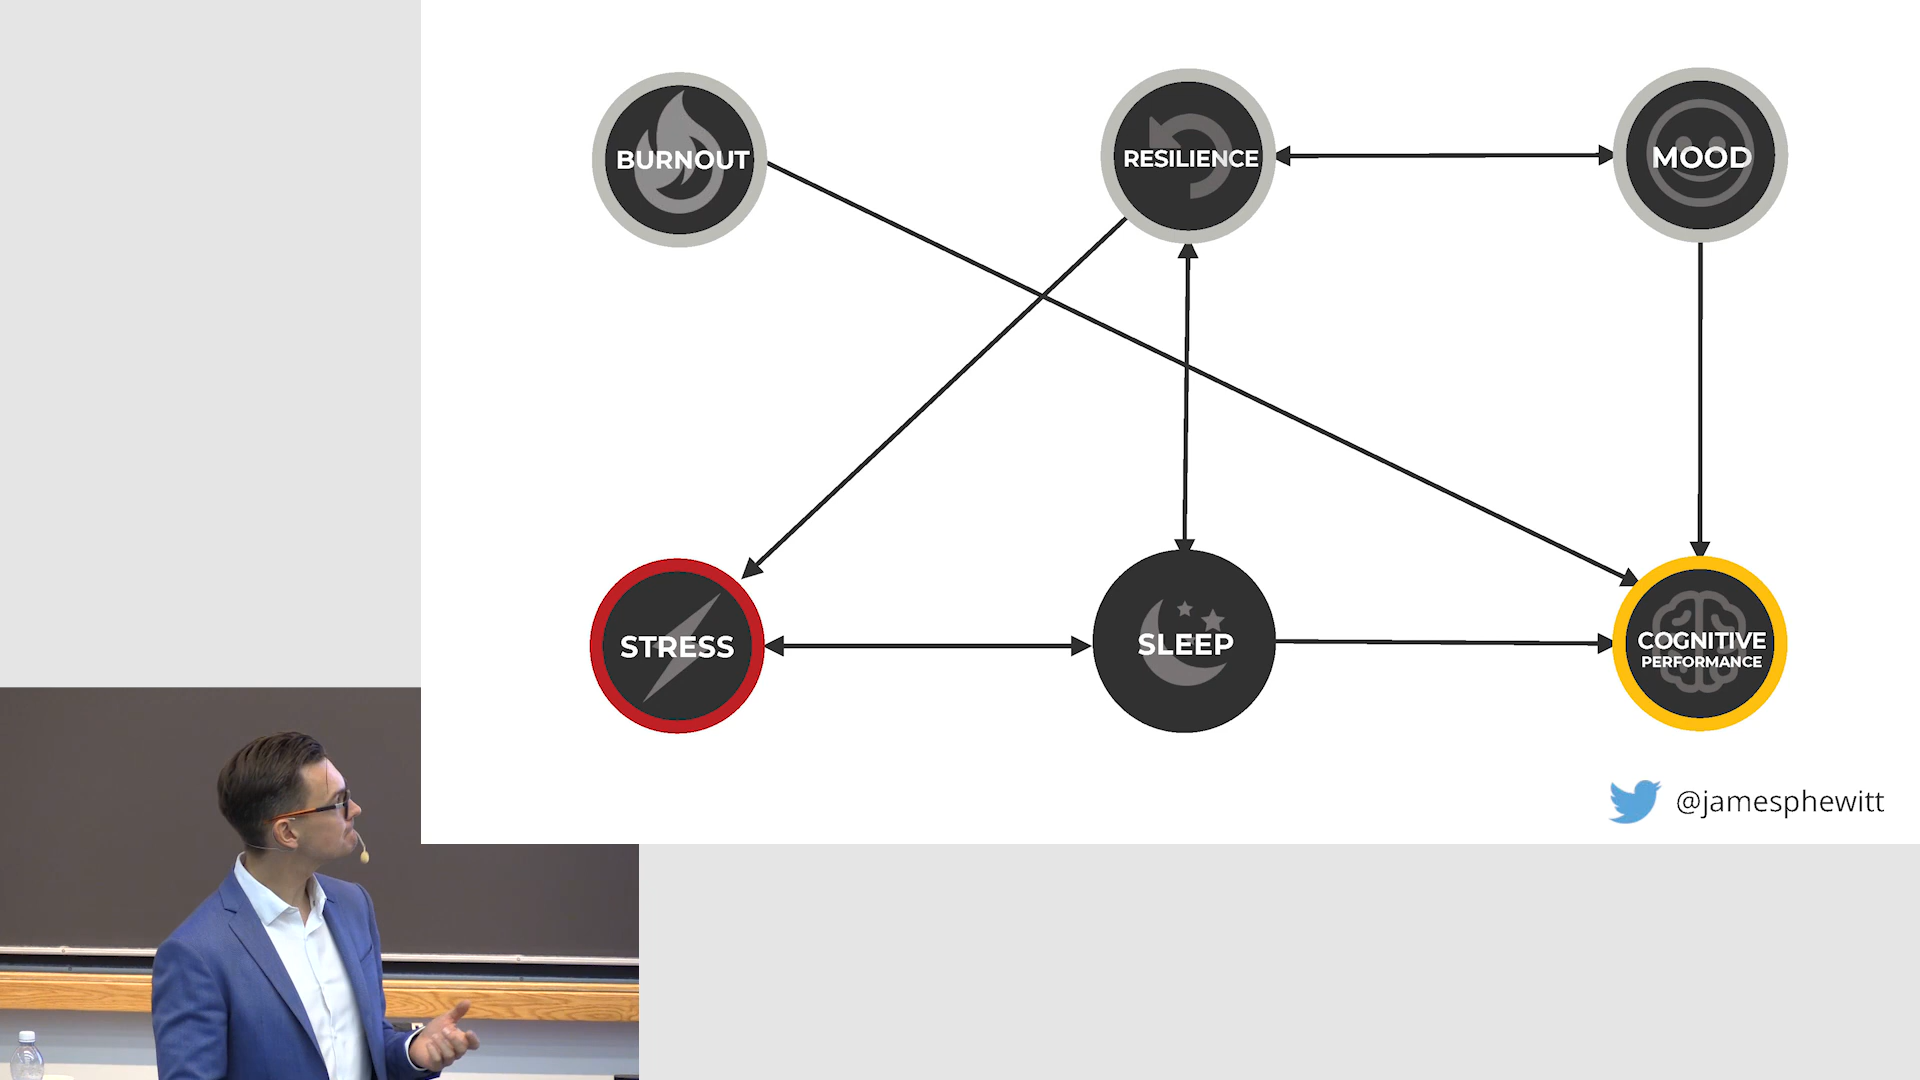 BURNOUT
RESILIENCE
MOOD
STRESS
SLEEP
COGNITIVE
PERFORMANCE
@jamesphewitt